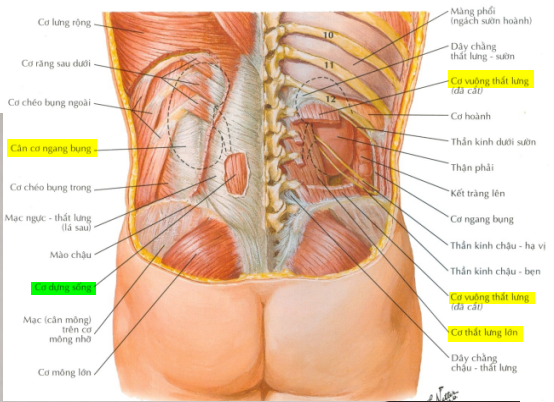 Cơ lưng rộng
Cơ răng sau dưới
Cơ chéo bụng ngoài
Cân cơ ngang bụng
Cơ chéo bụng trong
Mạc ngực - thắt lưng
(lá sau)
Mào chậu
Cơ dựng sống
Mạc (cân mông)
trên cơ
mông nhỡ
Cơ mông lớn
10
11
12
Màng phổi
(ngách sườn hoành)
Dây chằng
thắt lưng - sườn
Cơ vuông thắt lưng
(đã cắt)
Cơ hoành
Thần kinh dưới sườn
Thận phải
Kết tràng lên
Cơ ngang bụng
Thần kinh chậu - hạ vị
Thần kinh chậu - bẹn
Cơ vuông thắt lưng
(đã cắt)
Cơ thắt lưng lớn
Dây chằng
chậu - thắt lưng